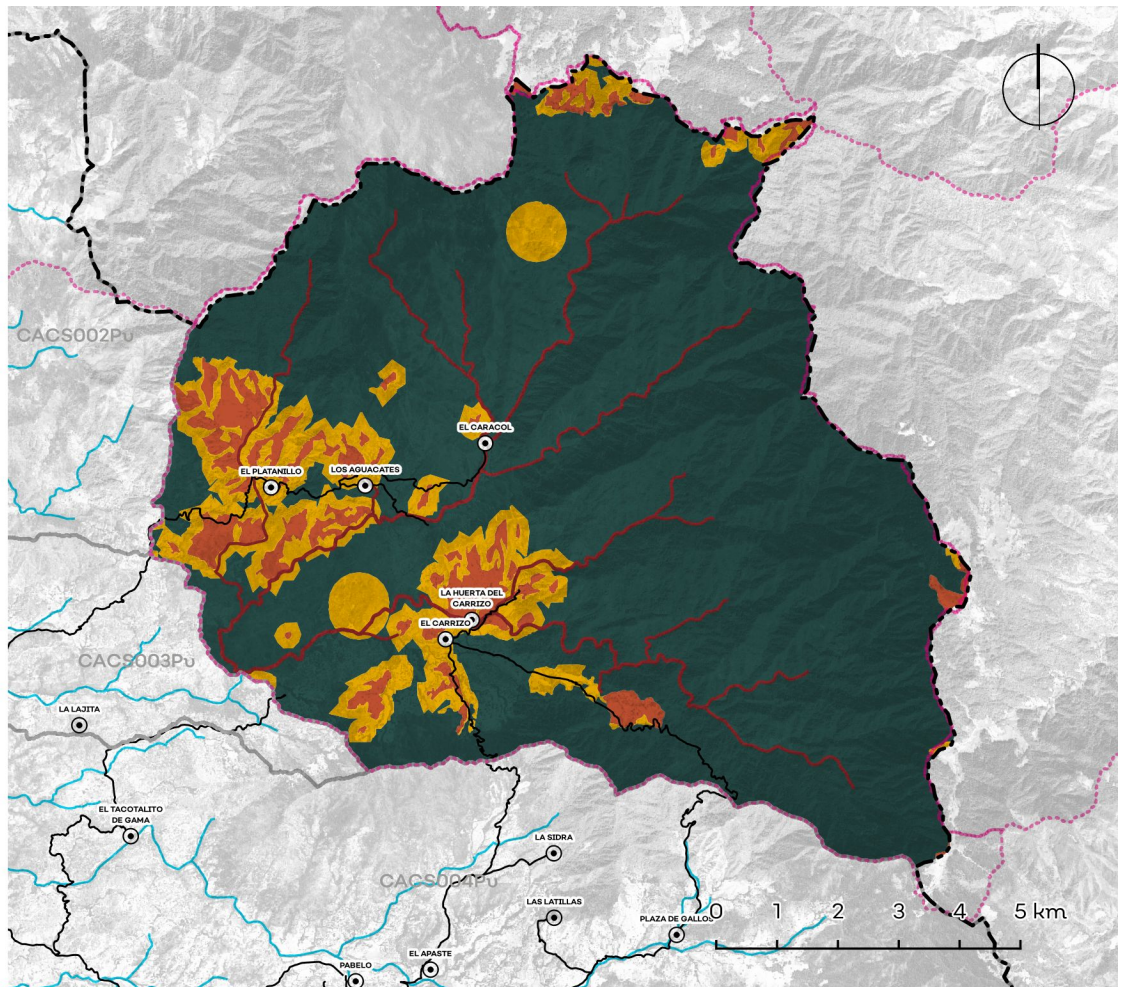 CACS002Pu
EL CARACOL
EL PLATANILLO
LOS AGUACATES
LA HUERTA DEL
CARRIZO
EL CARRIZO
CACS003Pu
LA LAJITA
EL TACOTALITO
DE GAMA
LA SIDRA
CACS004Pu
LAS LATILLAS
PLAZA DE GALLOS
0 1 2 3 4 5 km
EL APASTE
PABELO